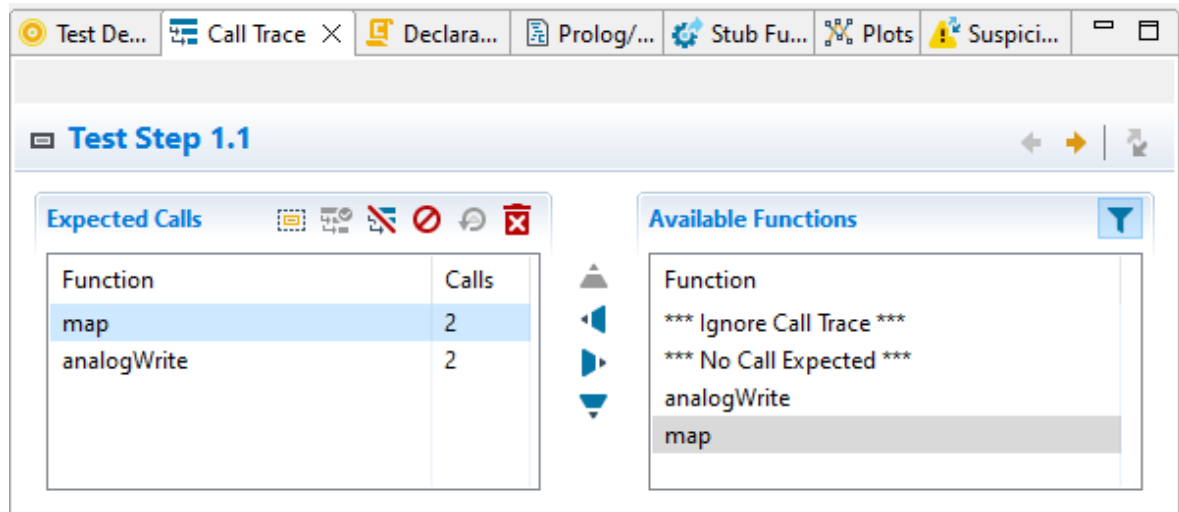 Test De... Call Trace Declara... Prolog/... Stub Fu... Plots Suspici...
Test Step 1.1
Expected Calls
Function Calls
map 2
analogWrite 2
Available Functions
Function
*** Ignore Call Trace ***
*** No Call Expected ***
analogWrite
map